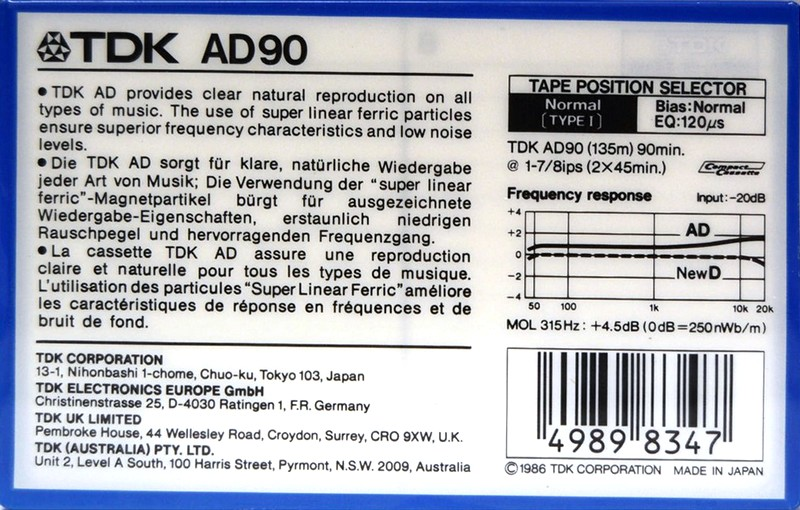 TDK AD90
• TDK AD provides clear natural reproduction on all
types of music. The use of super linear ferric particles
ensure superior frequency characteristics and low noise
levels.
• Die TDK AD sorgt für klare, natürliche Wiedergabe
jeder Art von Musik; Die Verwendung der "super linear
ferric"-Magnetpartikel bürgt für ausgezeichnete
Wiedergabe-Eigenschaften, erstaunlich niedrigen
Rauschpegel und hervorragenden Frequenzgang.
• La cassette TDK AD assure une reproduction
claire et naturelle pour tous les types de musique.
L'utilisation des particules "Super Linear Ferric" améliore
les caractéristiques de réponse en fréquences et de
bruit de fond.
TDK CORPORATION
13-1, Nihonbashi 1-chome, Chuo-ku, Tokyo 103, Japan
TDK ELECTRONICS EUROPE GmbH
Christinenstrasse 25, D-4030 Ratingen 1, F.R. Germany
TDK UK LIMITED
Pembroke House, 44 Wellesley Road, Croydon, Surrey, CRO 9XW, U.K.
TDK (AUSTRALIA) PTY. LTD.
Unit 2, Level A South, 100 Harris Street, Pyrmont, N.S.W. 2009, Australia
TAPE POSITION SELECTOR
Normal
[TYPE I]
Bias:Normal
EQ:120μs
TDK AD90 (135m) 90min.
@ 1-7/8ips (2×45min.)
Compact Cassette
Frequency response Input:-20dB
+4
+2
0
-2
-4
AD
New D
50 100 1k 10k 20k
MOL 315Hz: +4.5dB (0dB=250nWb/m)
4989 8347
©1986 TDK CORPORATION MADE IN JAPAN